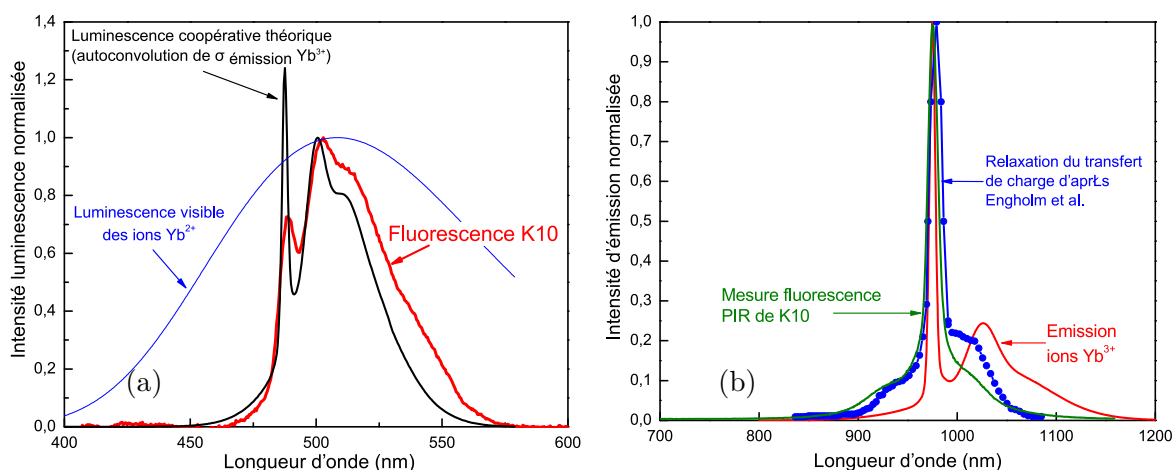 1,4
1,2
1,0
0,8
0,6
0,4
0,2
0,0
400
450
500
550
600
Intensité luminescence normalisée
Longueur d'onde (nm)
Luminescence coopérative théorique
(autoconvolution de σ émission Yb3+)
Luminescence visible
des ions Yb2+
Fluorescence K10
(a)
1,0
0,9
0,8
0,7
0,6
0,5
0,4
0,3
0,2
0,1
0,0
700
800
900
1000
1100
1200
Intensité d'émission normalisée
Longueur d'onde (nm)
Relaxation du transfert
de charge d'aprŁs
Engholm et al.
Mesure fluorescence
PIR de K10
Emission
ions Yb3+
(b)